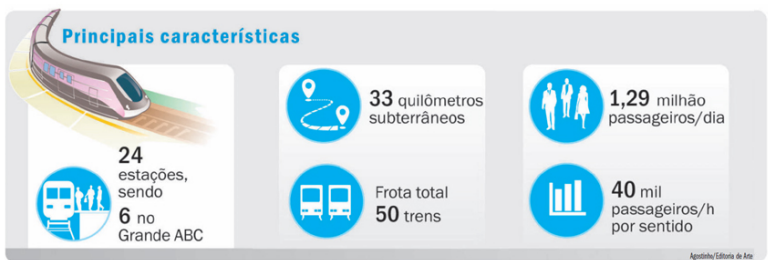 Principais características
24
estações,
sendo
6 no
Grande ABC
33 quilômetros
subterrâneos
Frota total
50 trens
1,29 milhão
passageiros/dia
40 mil
passageiros/h
por sentido
Agostinho/Editoria de Arte